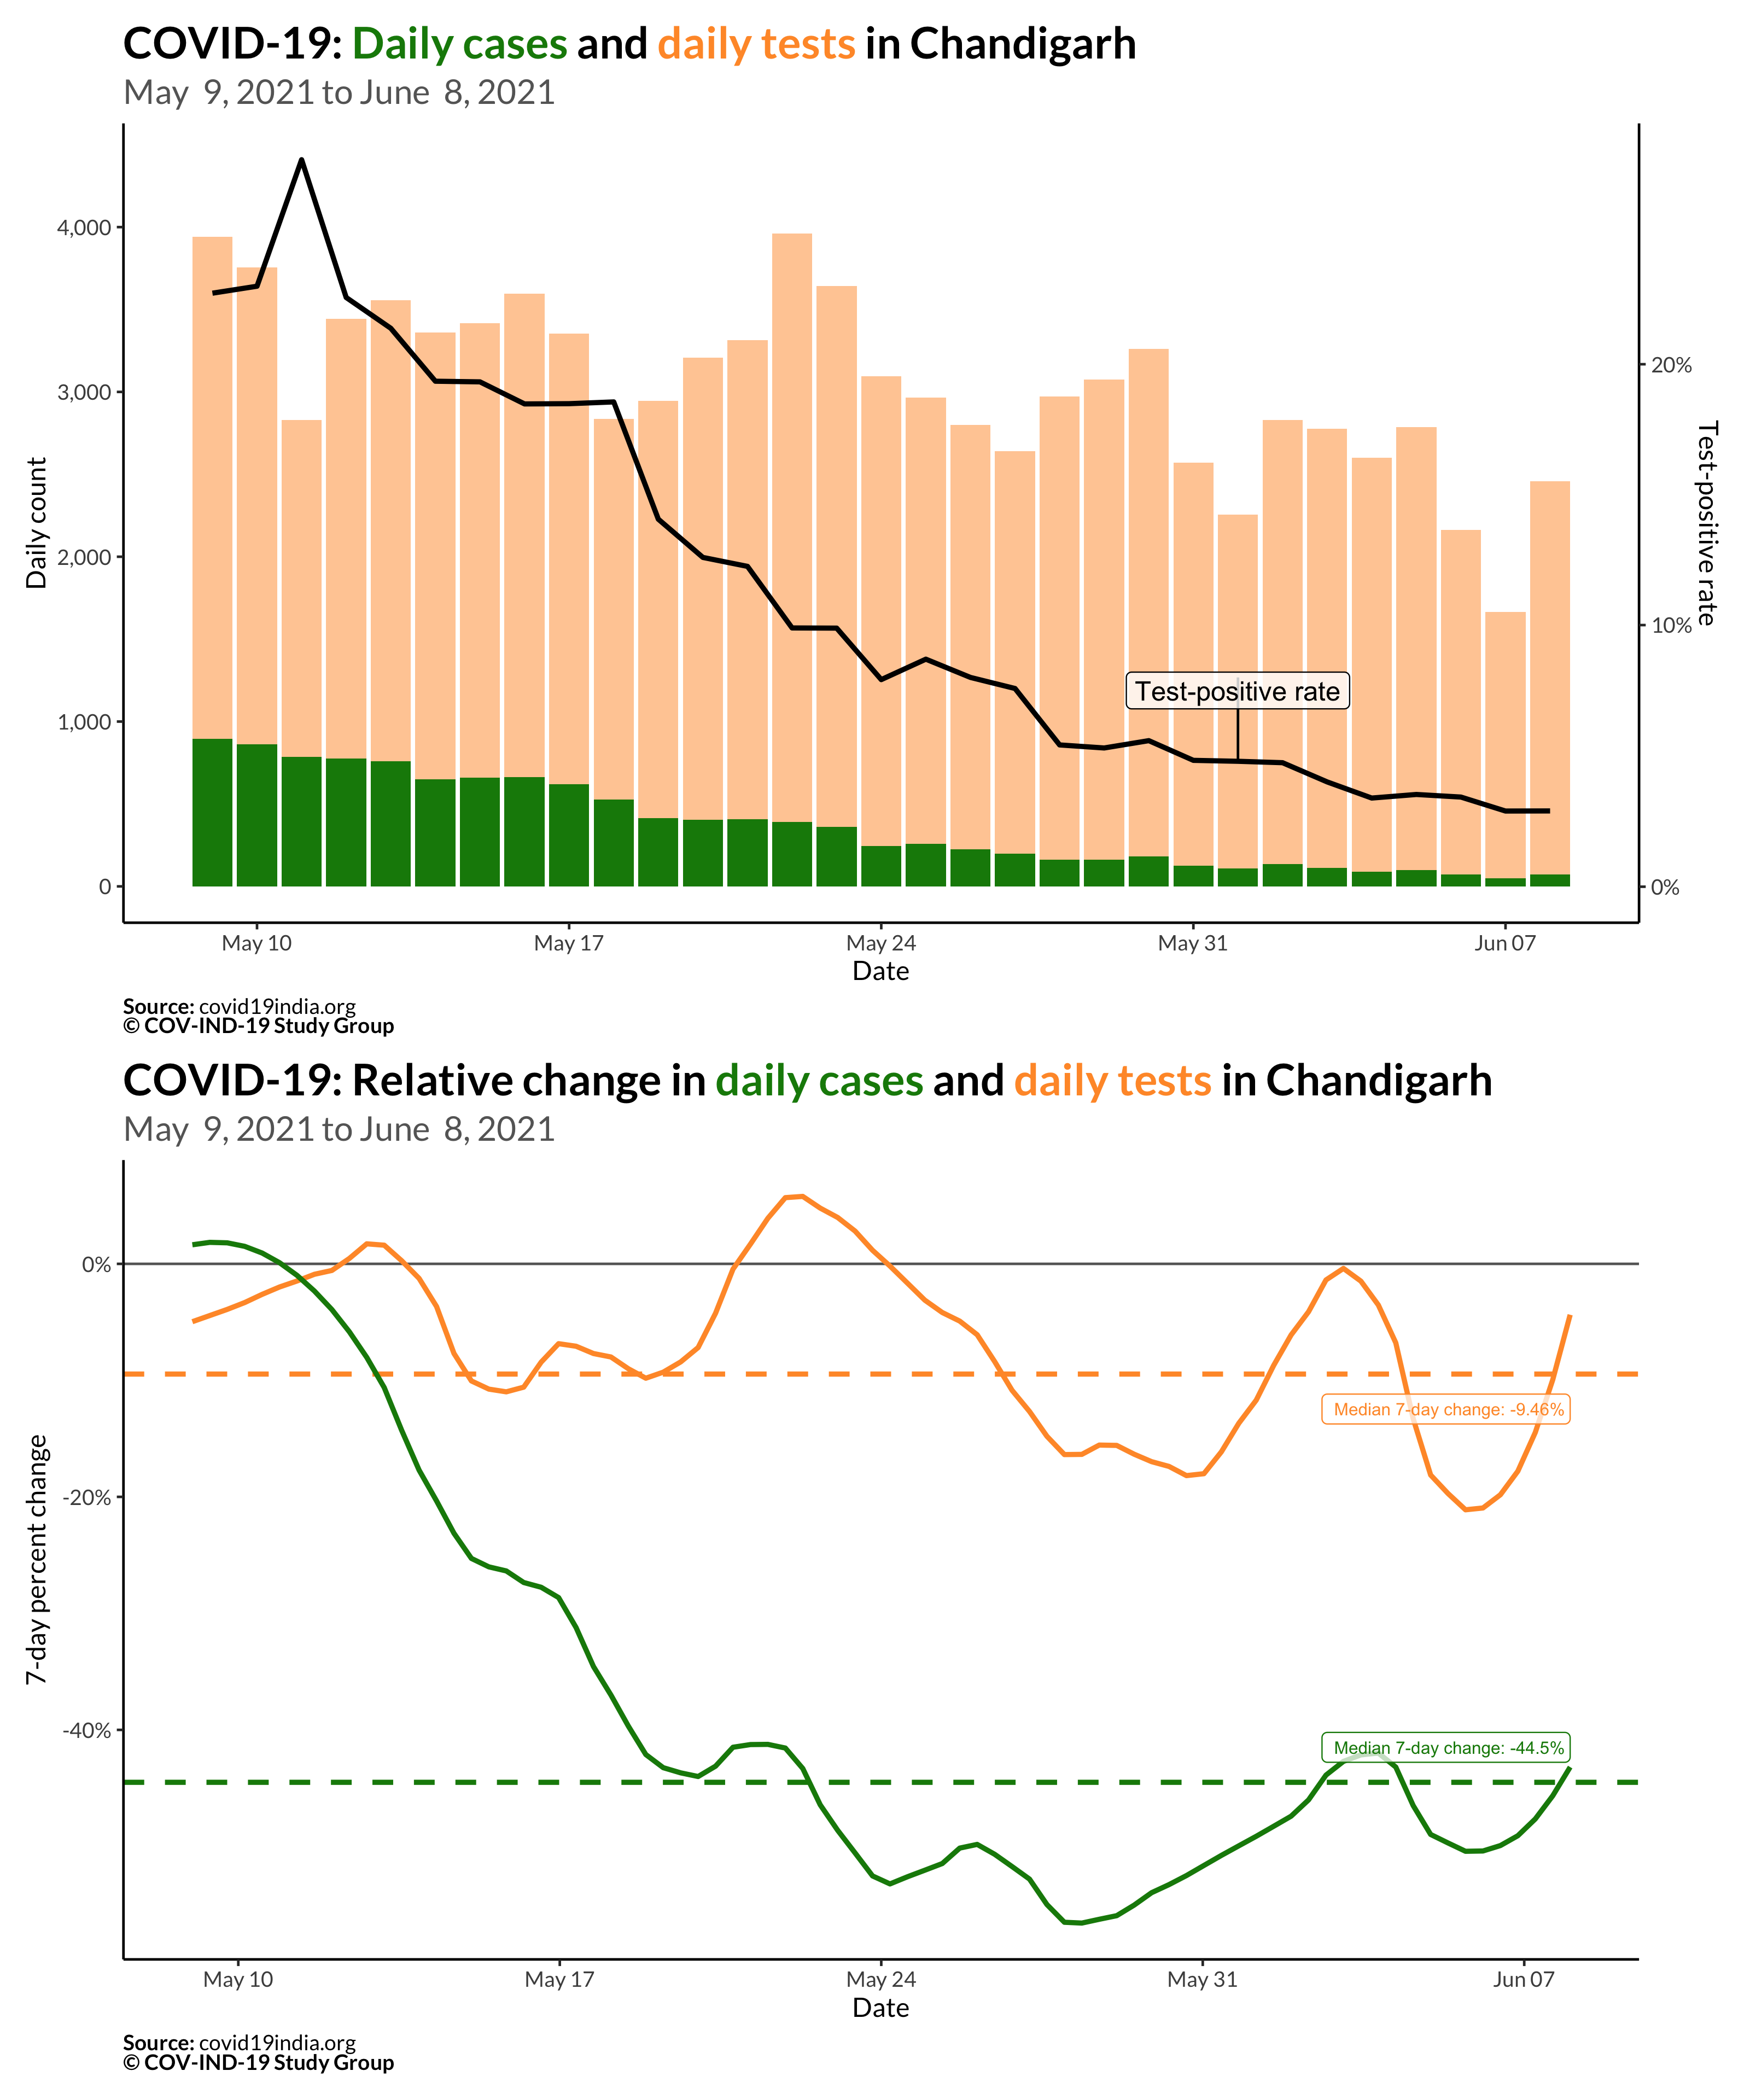 COVID-19: Daily cases and daily tests in Chandigarh
May  9, 2021 to June  8, 2021
4,000
3,000
2,000
1,000
0
Daily count
20%
10%
0%
Test-positive rate
Test-positive rate
May 10
May 17
May 24
May 31
Jun 07
Date
Source: covid19india.org
© COV-IND-19 Study Group
COVID-19: Relative change in daily cases and daily tests in Chandigarh
May  9, 2021 to June  8, 2021
0%
-20%
-40%
7-day percent change
Median 7-day change: -9.46%
Median 7-day change: -44.5%
May 10
May 17
May 24
May 31
Jun 07
Date
Source: covid19india.org
© COV-IND-19 Study Group